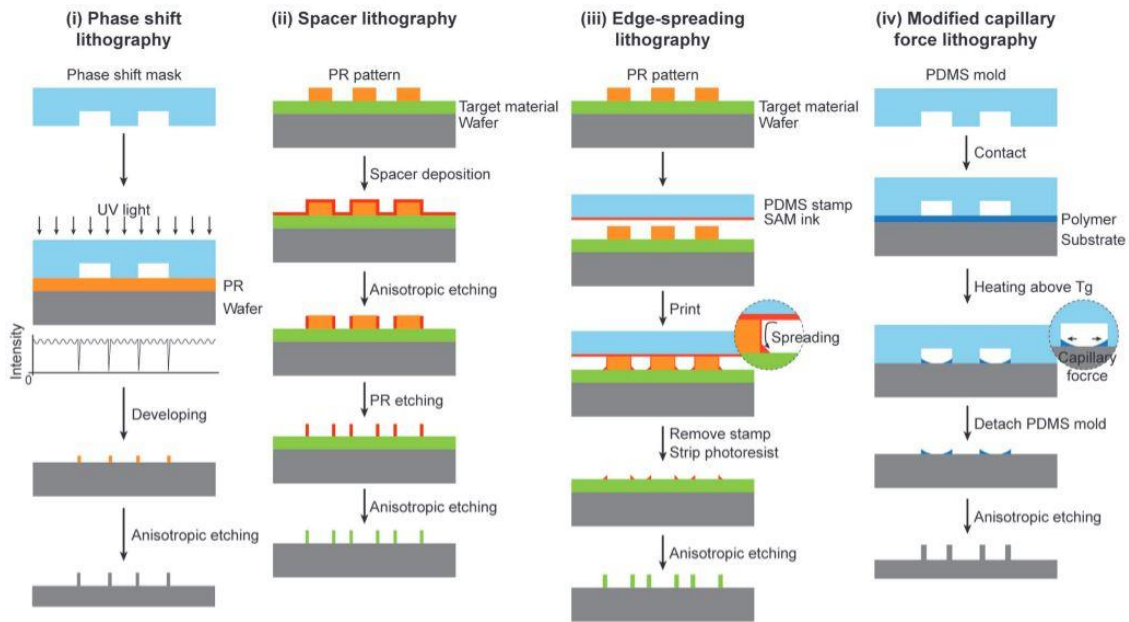 (i) Phase shift
lithography
Phase shift mask
UV light
PR
Wafer
Intensity
0
Developing
Anisotropic etching
(ii) Spacer lithography
PR pattern
Target material
Wafer
Spacer deposition
Anisotropic etching
PR etching
Anisotropic etching
(iii) Edge-spreading
lithography
PR pattern
Target material
Wafer
PDMS stamp
SAM ink
Print
Spreading
Remove stamp
Strip photoresist
Anisotropic etching
(iv) Modified capillary
force lithography
PDMS mold
Contact
Polymer
Substrate
Heating above Tg
Capillary
focrce
Detach PDMS mold
Anisotropic etching